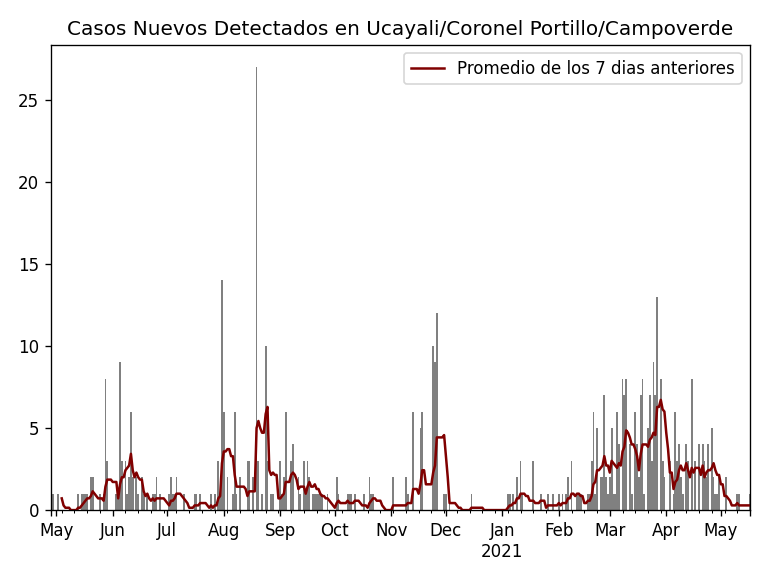 Casos Nuevos Detectados en Ucayali/Coronel Portillo/Campoverde
Promedio de los 7 dias anteriores
25
20
15
10
5
0
May Jun Jul Aug Sep Oct Nov Dec Jan Feb Mar Apr May
2021